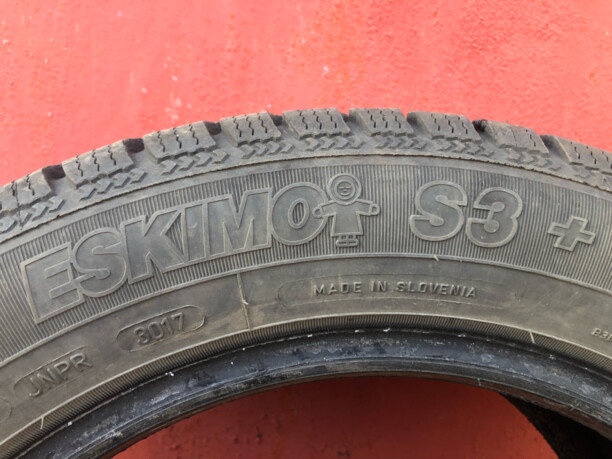 ESKIMO S3 +
MADE IN SLOVENIA
JNPR 3017